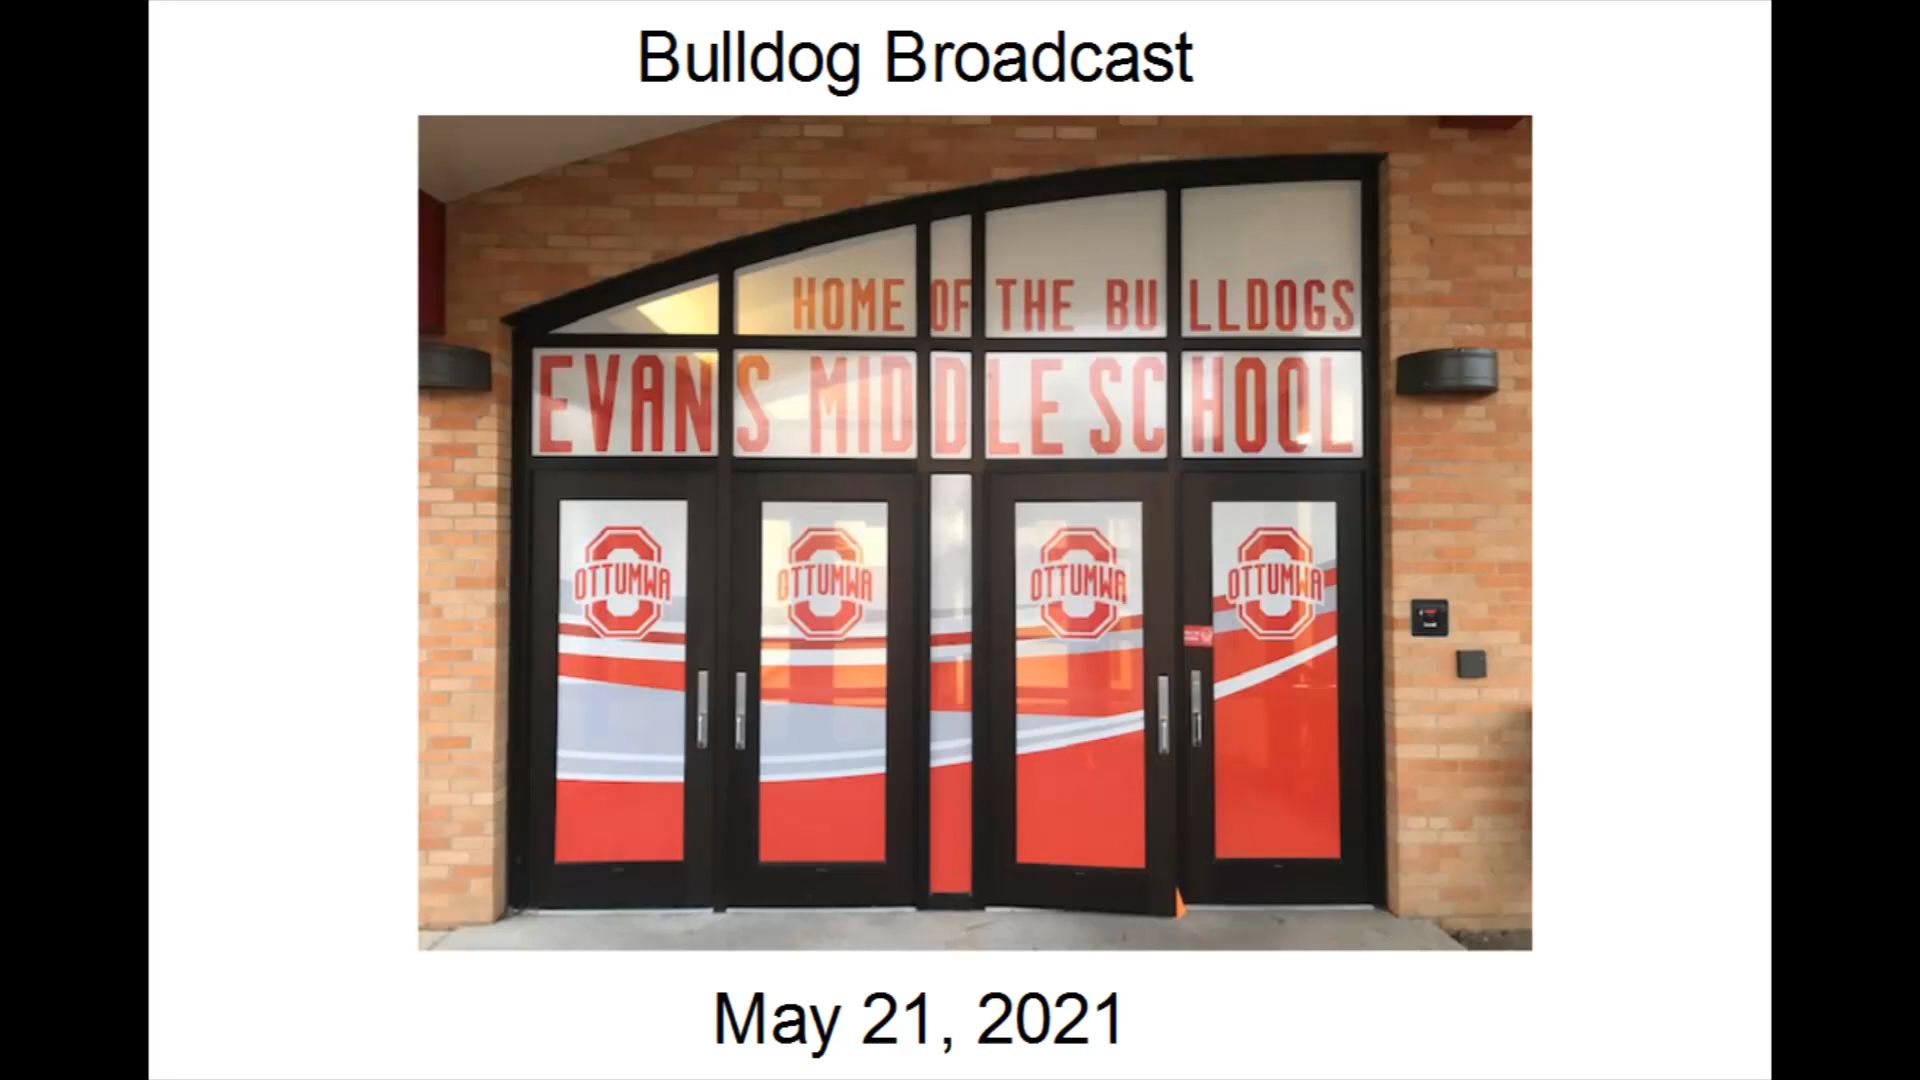 Bulldog Broadcast
HOME OF THE BULLDOGS
EVANS MIDDLE SCHOOL
OTTUMWA OTTUMWA OTTUMWA OTTUMWA
May 21, 2021